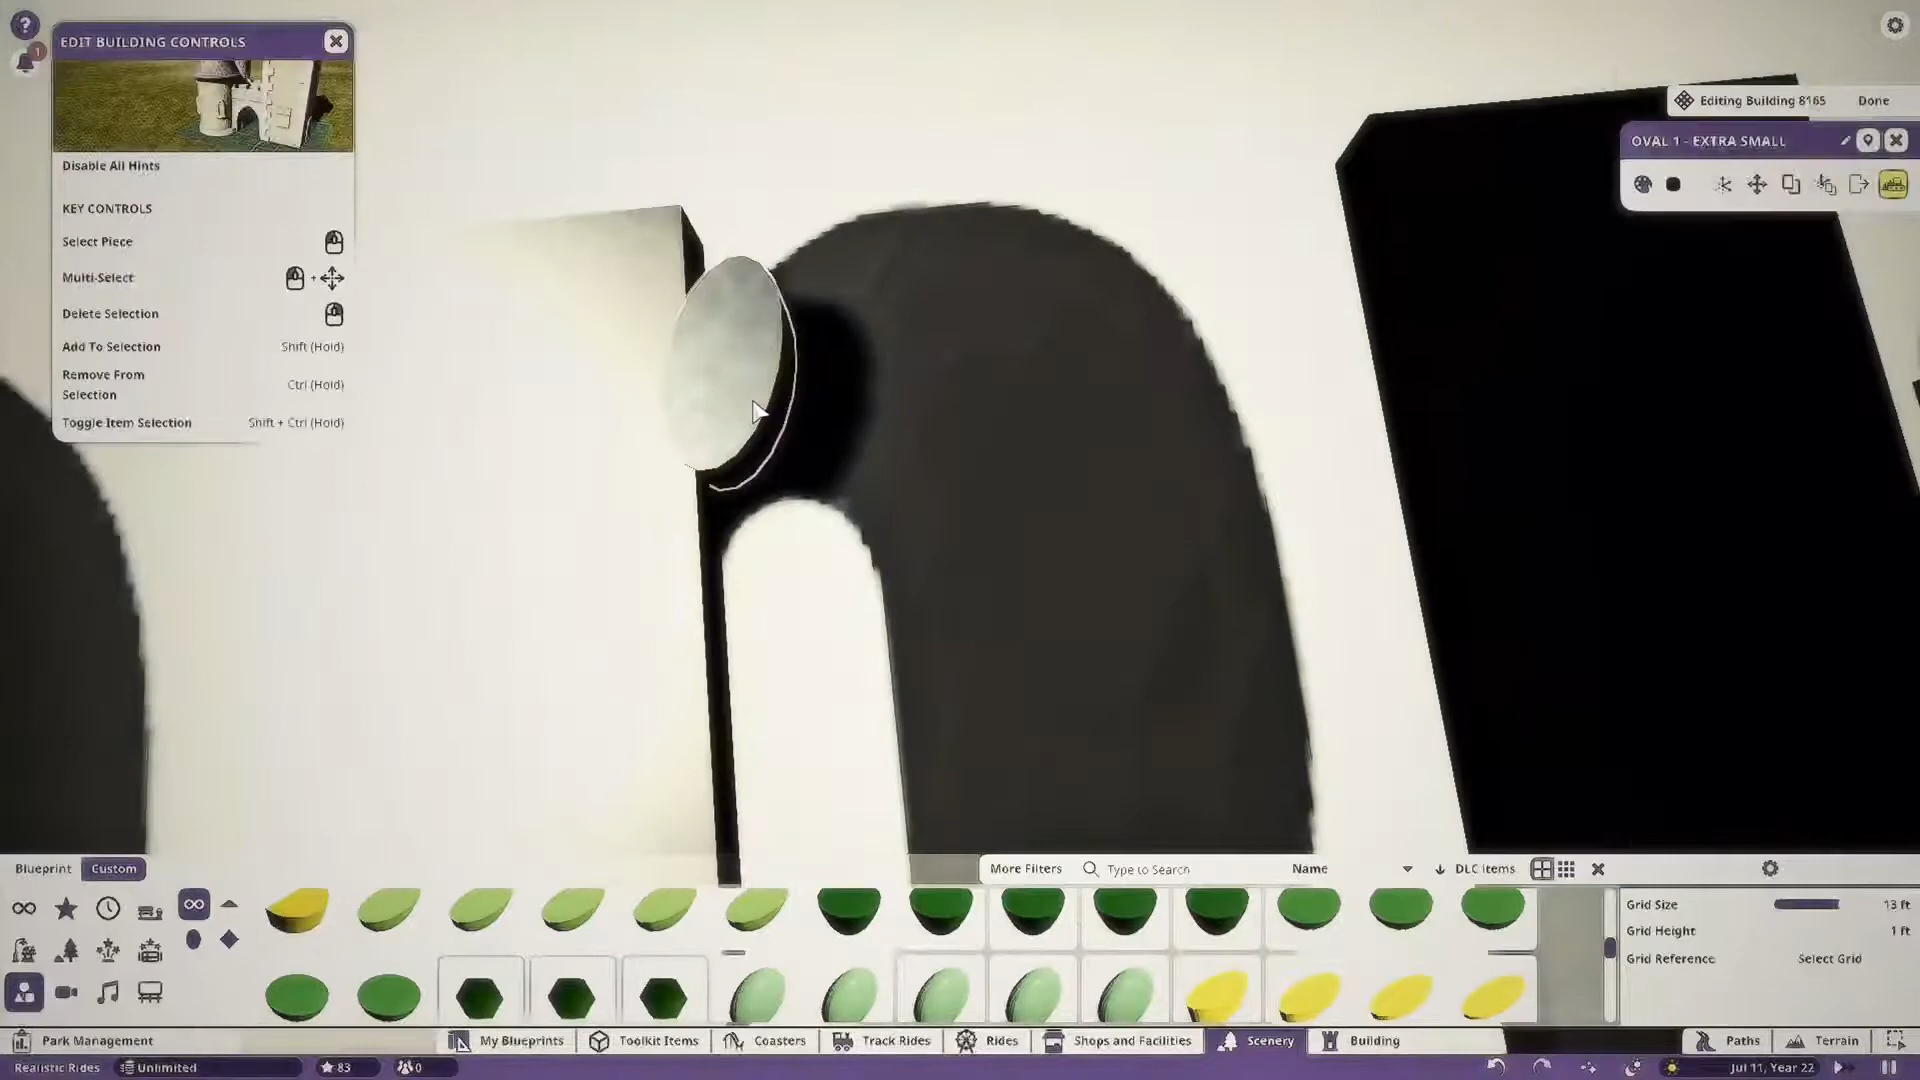 ?
1
EDIT BUILDING CONTROLS
Disable All Hints
KEY CONTROLS
Select Piece
Multi-Select +
Delete Selection
Add To Selection Shift (Hold)
Remove From
Selection Ctrl (Hold)
Toggle Item Selection Shift + Ctrl (Hold)
Editing Building 8165 Done
OVAL 1 - EXTRA SMALL
Blueprint Custom
More Filters Type to Search Name DLC Items
Grid Size 13 ft
Grid Height 1 ft
Grid Reference Select Grid
Park Management My Blueprints Toolkit Items Coasters Track Rides Rides Shops and Facilities Scenery Building Paths Terrain
Realistic Rides Unlimited 83 0 Jul 11, Year 22